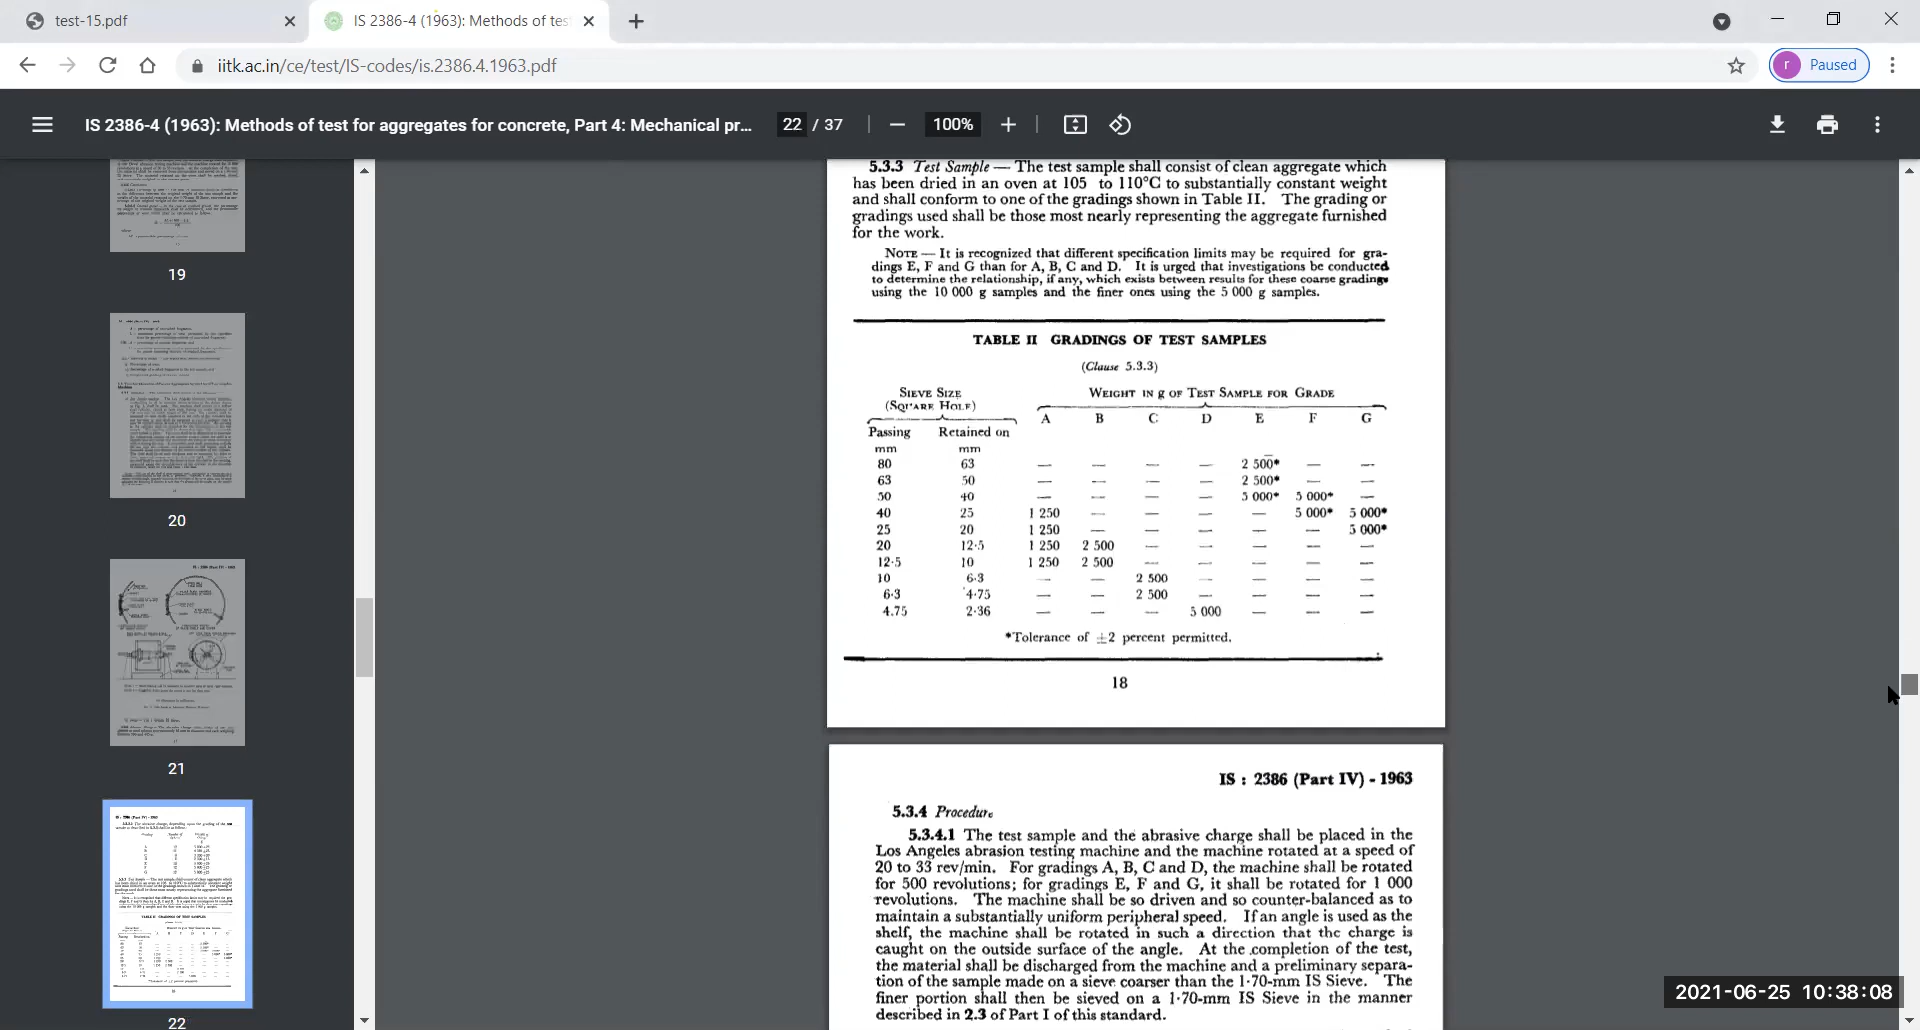 test-15.pdf
IS 2386-4 (1963): Methods of tes
iitk.ac.in/ce/test/IS-codes/is.2386.4.1963.pdf
r Paused
IS 2386-4 (1963): Methods of test for aggregates for concrete, Part 4: Mechanical pr...
22 / 37
100%
19
20
21
22
5.3.3 Test Sample — The test sample shall consist of clean aggregate which
has been dried in an oven at 105 to 110°C to substantially constant weight
and shall conform to one of the gradings shown in Table II. The grading or
gradings used shall be those most nearly representing the aggregate furnished
for the work.
NOTE — It is recognized that different specification limits may be required for gra-
dings E, F and G than for A, B, C and D. It is urged that investigations be conducted
to determine the relationship, if any, which exists between results for these coarse gradings
using the 10 000 g samples and the finer ones using the 5 000 g samples.
TABLE II GRADINGS OF TEST SAMPLES
(Clause 5.3.3)
SIEVE SIZE WEIGHT IN g OF TEST SAMPLE FOR GRADE
(SQUARE HOLE)
A B C D E F G
Passing Retained on
mm mm
80 63 — — — — 2 500* — —
63 50 — — — — 2 500* — —
50 40 — — — — 5 000* 5 000* —
40 25 1 250 — — — — 5 000* 5 000*
25 20 1 250 — — — — — 5 000*
20 12·5 1 250 2 500 — — — — —
12·5 10 1 250 2 500 — — — — —
10 6·3 — — 2 500 — — — —
6·3 4·75 — — 2 500 — — — —
4.75 2·36 — — — 5 000 — — —
*Tolerance of ±2 percent permitted.
18
IS : 2386 (Part IV) - 1963
5.3.4 Procedure
5.3.4.1 The test sample and the abrasive charge shall be placed in the
Los Angeles abrasion testing machine and the machine rotated at a speed of
20 to 33 rev/min. For gradings A, B, C and D, the machine shall be rotated
for 500 revolutions; for gradings E, F and G, it shall be rotated for 1 000
revolutions. The machine shall be so driven and so counter-balanced as to
maintain a substantially uniform peripheral speed. If an angle is used as the
shelf, the machine shall be rotated in such a direction that the charge is
caught on the outside surface of the angle. At the completion of the test,
the material shall be discharged from the machine and a preliminary separa-
tion of the sample made on a sieve coarser than the 1·70-mm IS Sieve. The
finer portion shall then be sieved on a 1·70-mm IS Sieve in the manner
described in 2.3 of Part I of this standard.
2021-06-25 10:38:08